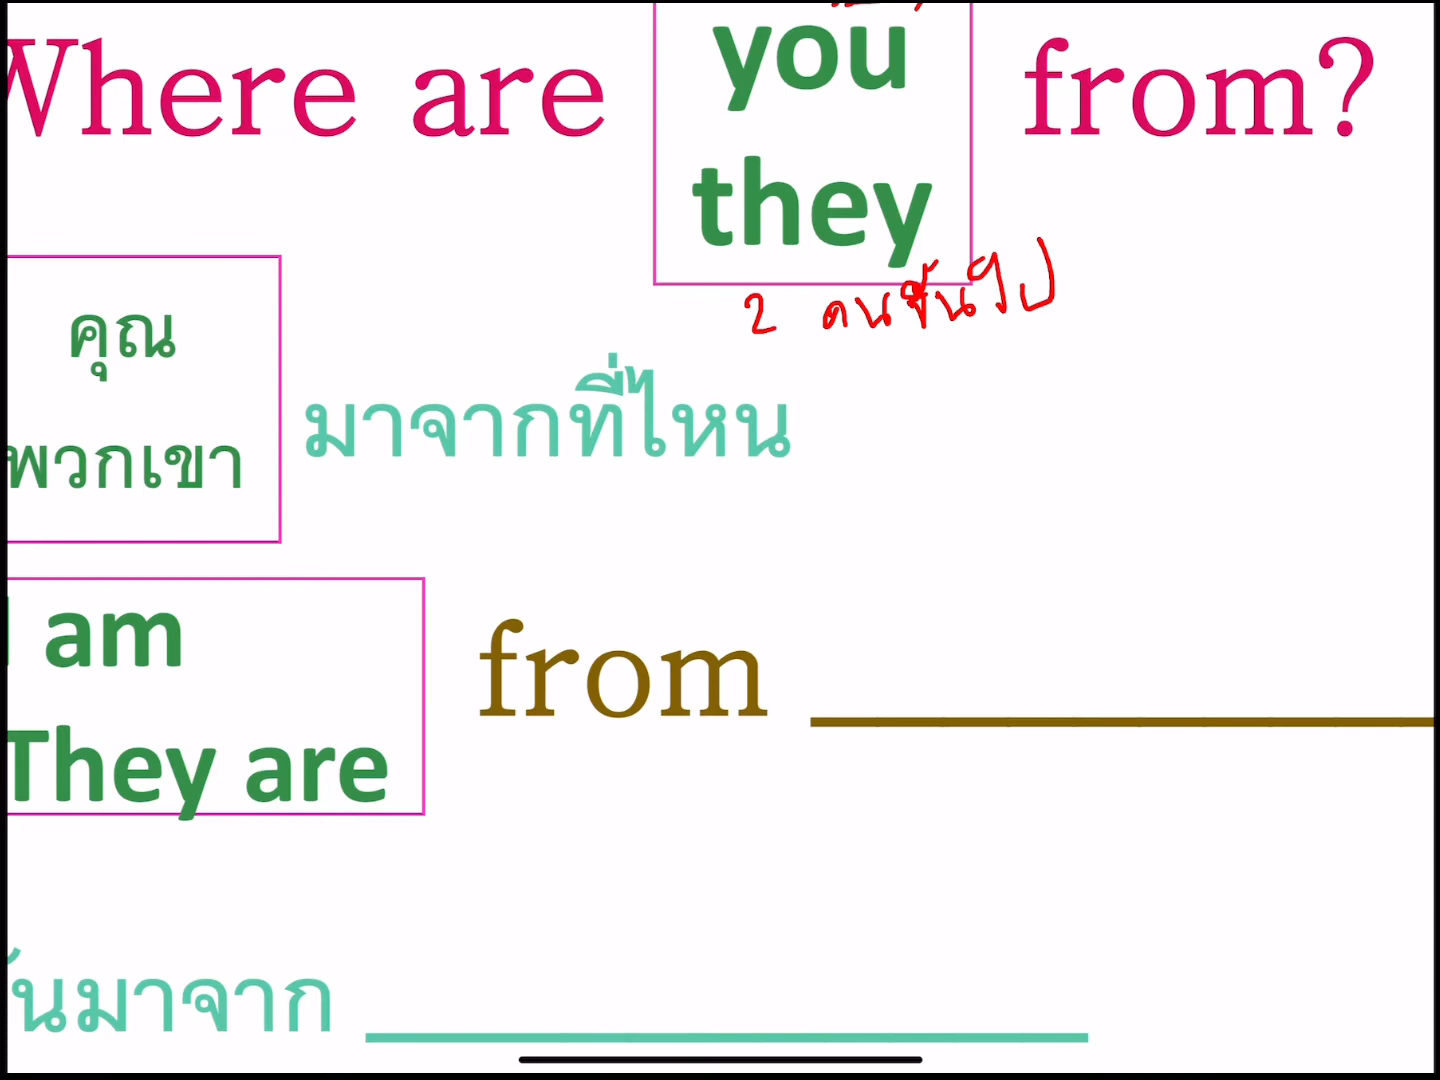 Where are
you
they
from?
2 คนขึ้นไป
คุณ
พวกเขา
มาจากที่ไหน
I am
They are
from
ันมาจาก